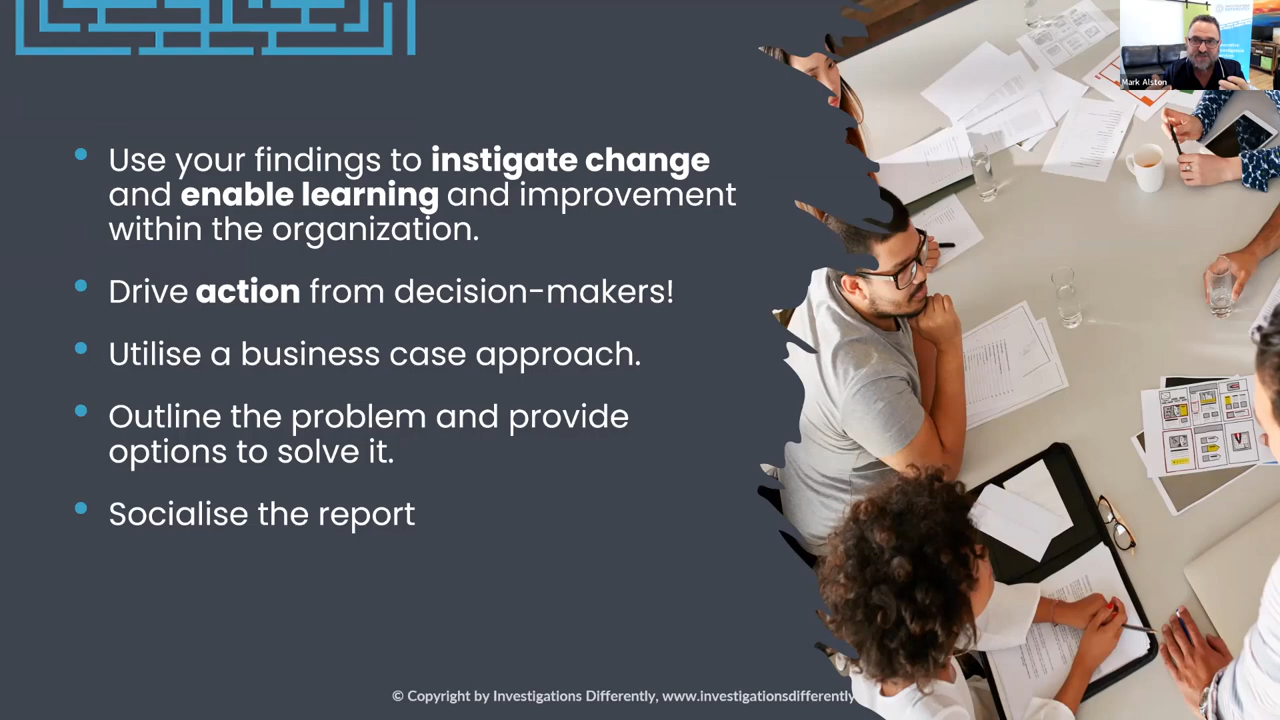 Mark Alston
Use your findings to instigate change
and enable learning and improvement
within the organization.
Drive action from decision-makers!
Utilise a business case approach.
Outline the problem and provide
options to solve it.
Socialise the report
© Copyright by Investigations Differently, www.investigationsdifferently